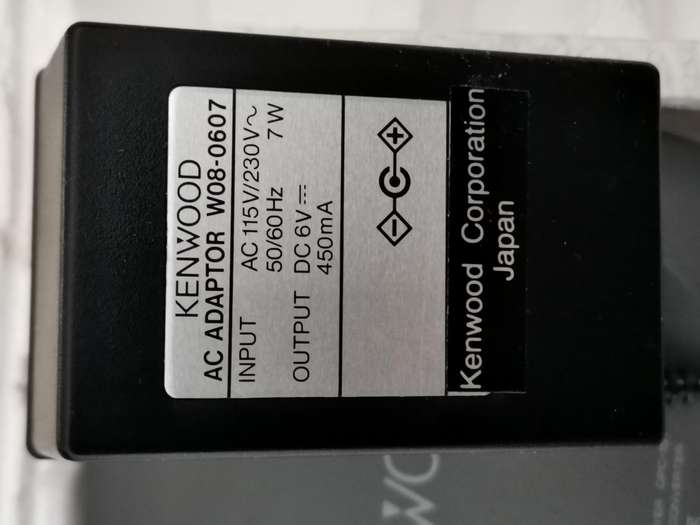 KENWOOD
AC ADAPTOR W08-0607
INPUT AC 115V/230V~
50/60Hz 7W
OUTPUT DC 6V ⎓
450mA
- +
Kenwood Corporation
Japan
WO